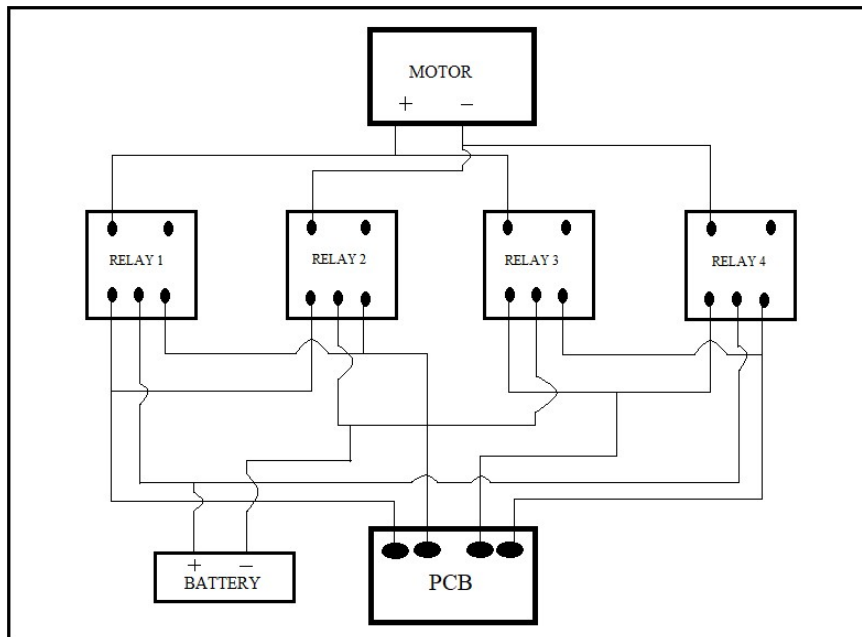 MOTOR
+ −
RELAY 1
RELAY 2
RELAY 3
RELAY 4
+ −
BATTERY
PCB